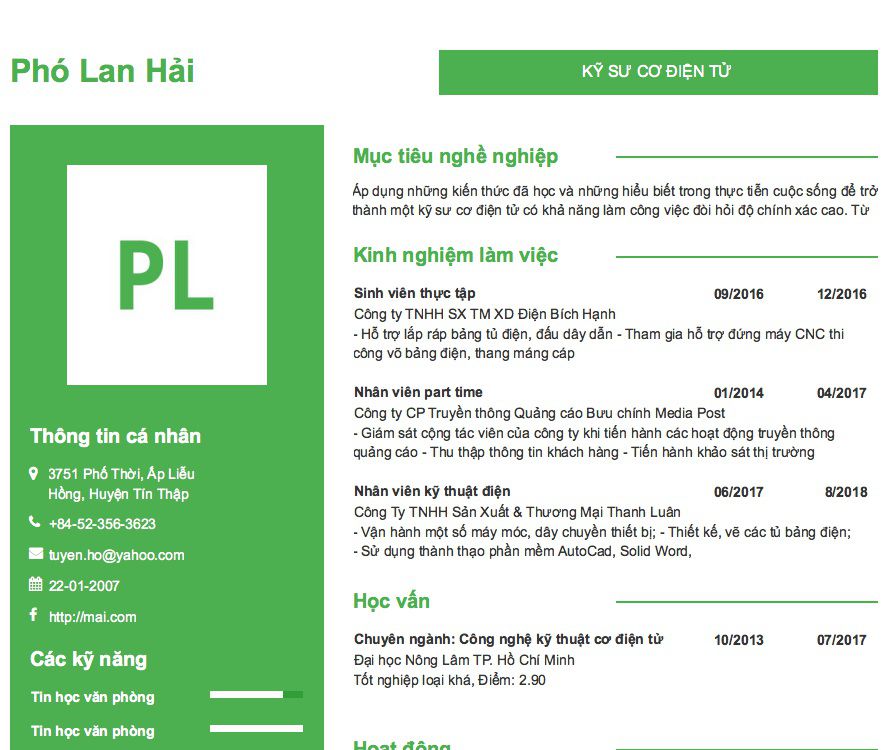 Phó Lan Hải
KỸ SƯ CƠ ĐIỆN TỬ
PL
Thông tin cá nhân
3751 Phố Thời, Ấp Liễu
Hồng, Huyện Tín Thập
+84-52-356-3623
tuyen.ho@yahoo.com
22-01-2007
http://mai.com
Các kỹ năng
Tin học văn phòng
Tin học văn phòng
Mục tiêu nghề nghiệp
Áp dụng những kiến thức đã học và những hiểu biết trong thực tiễn cuộc sống để trở
thành một kỹ sư cơ điện tử có khả năng làm công việc đòi hỏi độ chính xác cao. Từ
Kinh nghiệm làm việc
Sinh viên thực tập 09/2016 12/2016
Công ty TNHH SX TM XD Điện Bích Hạnh
- Hỗ trợ lắp ráp bảng tủ điện, đấu dây dẫn - Tham gia hỗ trợ đứng máy CNC thi
công võ bảng điện, thang máng cáp
Nhân viên part time 01/2014 04/2017
Công ty CP Truyền thông Quảng cáo Bưu chính Media Post
- Giám sát cộng tác viên của công ty khi tiến hành các hoạt động truyền thông
quảng cáo - Thu thập thông tin khách hàng - Tiến hành khảo sát thị trường
Nhân viên kỹ thuật điện 06/2017 8/2018
Công Ty TNHH Sản Xuất & Thương Mại Thanh Luân
- Vận hành một số máy móc, dây chuyền thiết bị; - Thiết kế, vẽ các tủ bảng điện;
- Sử dụng thành thạo phần mềm AutoCad, Solid Word,
Học vấn
Chuyên ngành: Công nghệ kỹ thuật cơ điện tử 10/2013 07/2017
Đại học Nông Lâm TP. Hồ Chí Minh
Tốt nghiệp loại khá, Điểm: 2.90
Hoạt động